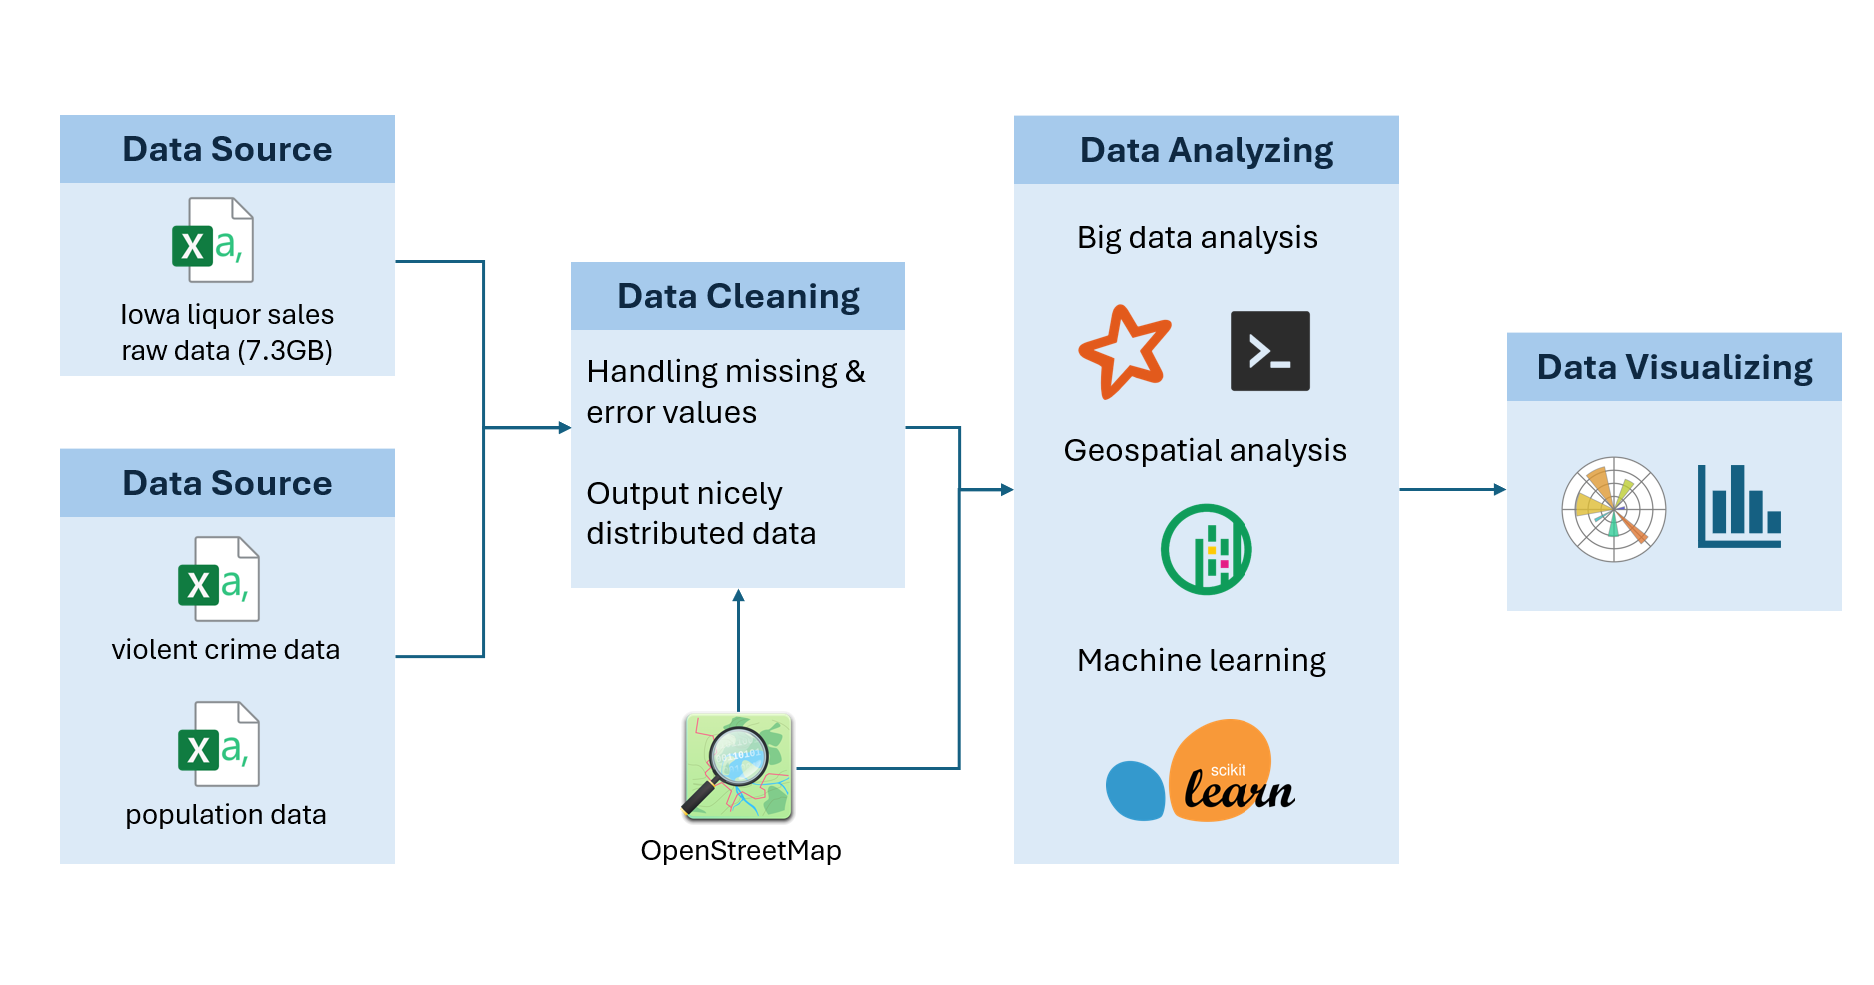 Data Source
X a,
Iowa liquor sales
raw data (7.3GB)
Data Source
X a,
violent crime data
X a,
population data
Data Cleaning
Handling missing &
error values
Output nicely
distributed data
OpenStreetMap
Data Analyzing
Big data analysis
>_
Geospatial analysis
Machine learning
scikit
learn
Data Visualizing